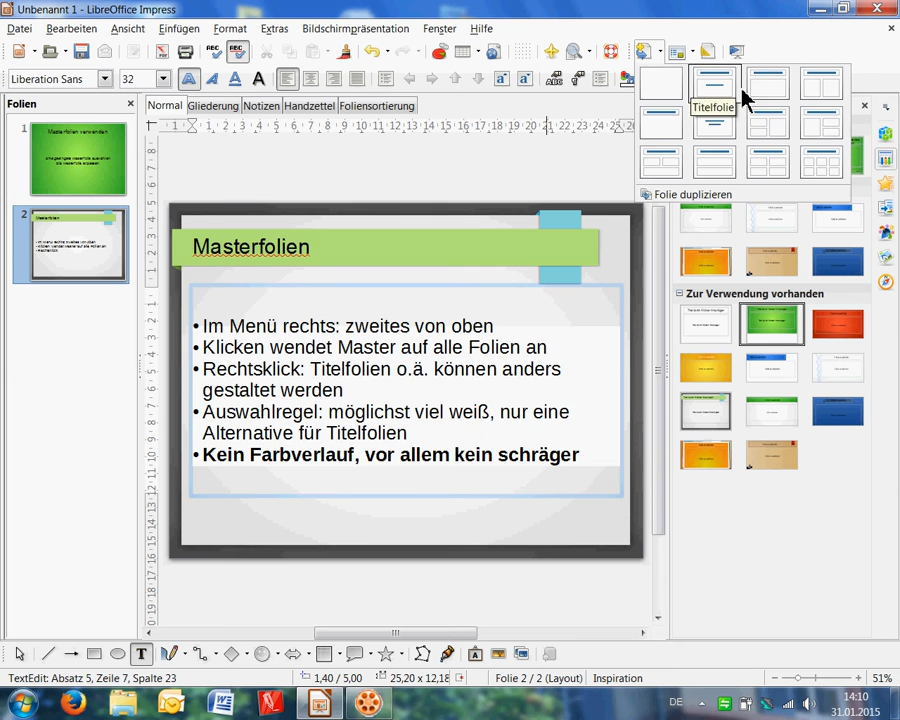 Unbenannt 1 - LibreOffice Impress
Datei Bearbeiten Ansicht Einfügen Format Extras Bildschirmpräsentation Fenster Hilfe
Liberation Sans 32
Folien
Normal Gliederung Notizen Handzettel Foliensortierung
Titelfolie
Folie duplizieren
1
Masterfolien verwenden
2
Masterfolien
Masterfolien
• Im Menü rechts: zweites von oben
• Klicken wendet Master auf alle Folien an
• Rechtsklick: Titelfolien o.ä. können anders
gestaltet werden
• Auswahlregel: möglichst viel weiß, nur eine
Alternative für Titelfolien
• Kein Farbverlauf, vor allem kein schräger
Zur Verwendung vorhanden
TextEdit: Absatz 5, Zeile 7, Spalte 23
1,40 / 5,00
25,20 x 12,18
Folie 2 / 2 (Layout)
Inspiration
51%
DE
14:10
31.01.2015